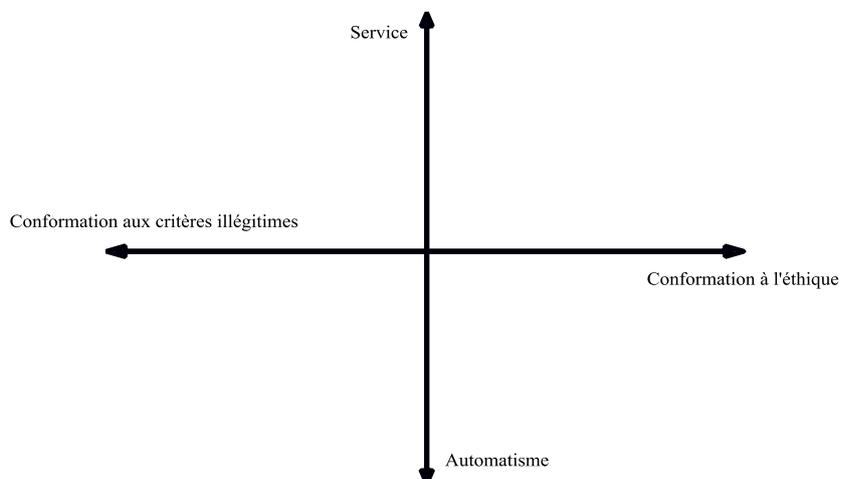 Service
Conformation aux critères illégitimes
Conformation à l'éthique
Automatisme